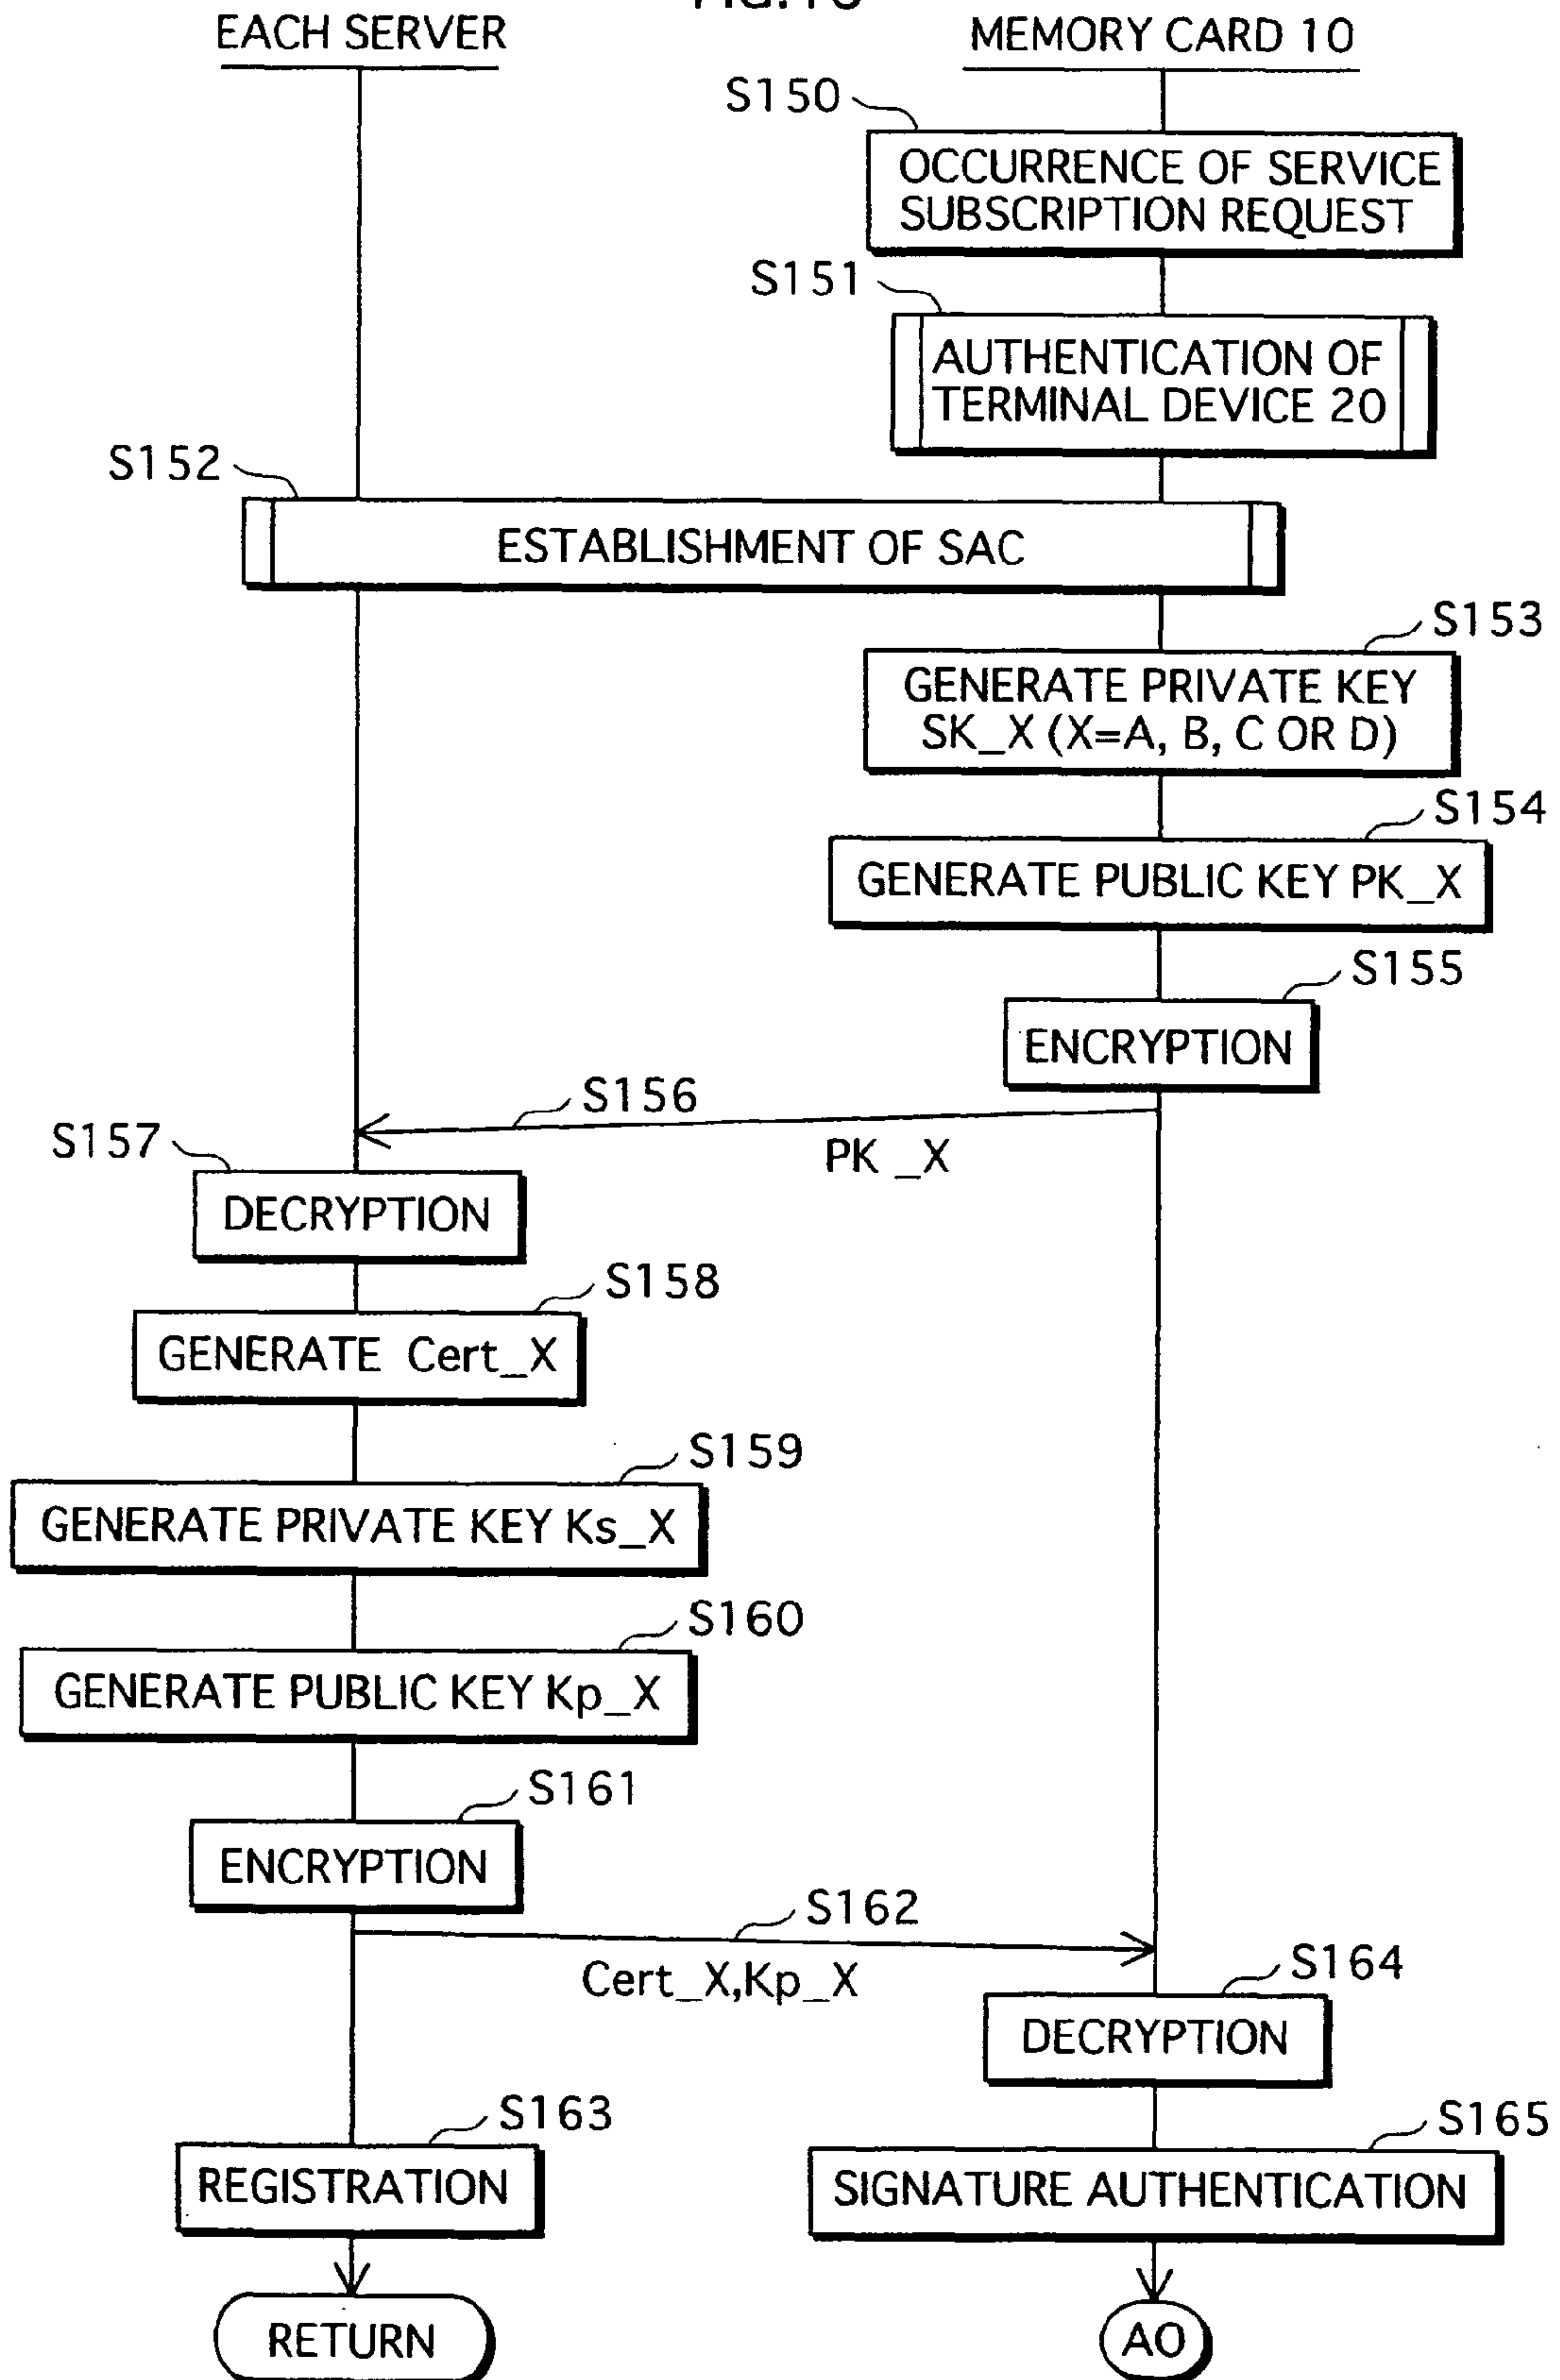 EACH SERVER
MEMORY CARD 10
S150
OCCURRENCE OF SERVICE
SUBSCRIPTION REQUEST
S151
AUTHENTICATION OF
TERMINAL DEVICE 20
S152
ESTABLISHMENT OF SAC
S153
GENERATE PRIVATE KEY
SK_X (X=A, B, C OR D)
S154
GENERATE PUBLIC KEY PK_X
S155
ENCRYPTION
S156
PK _X
S157
DECRYPTION
S158
GENERATE Cert_X
S159
GENERATE PRIVATE KEY Ks_X
S160
GENERATE PUBLIC KEY Kp_X
S161
ENCRYPTION
S162
Cert_X,Kp_X
S164
DECRYPTION
S163
REGISTRATION
S165
SIGNATURE AUTHENTICATION
RETURN
A0